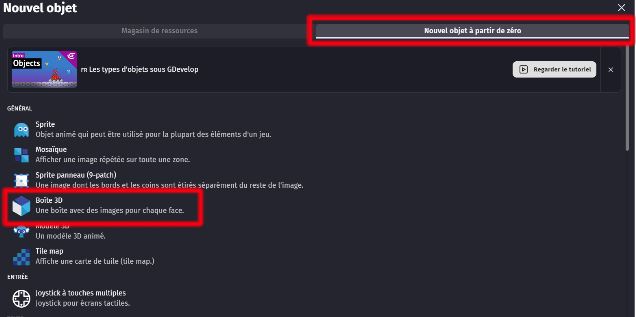 Nouvel objet
Magasin de ressources
Nouvel objet à partir de zéro
Intro
Objects
FR Les types d'objets sous GDevelop
Regarder le tutoriel
GÉNÉRAL
Sprite
Objet animé qui peut être utilisé pour la plupart des éléments d'un jeu.
Mosaïque
Afficher une image répétée sur toute une zone.
Sprite panneau (9-patch)
Une image dont les bords et les coins sont étirés séparément du reste de l'image.
Boîte 3D
Une boîte avec des images pour chaque face.
Modèle 3D
Un modèle 3D animé.
Tile map
Affiche une carte de tuile (tile map.)
ENTRÉE
Joystick à touches multiples
Joystick pour écrans tactiles.